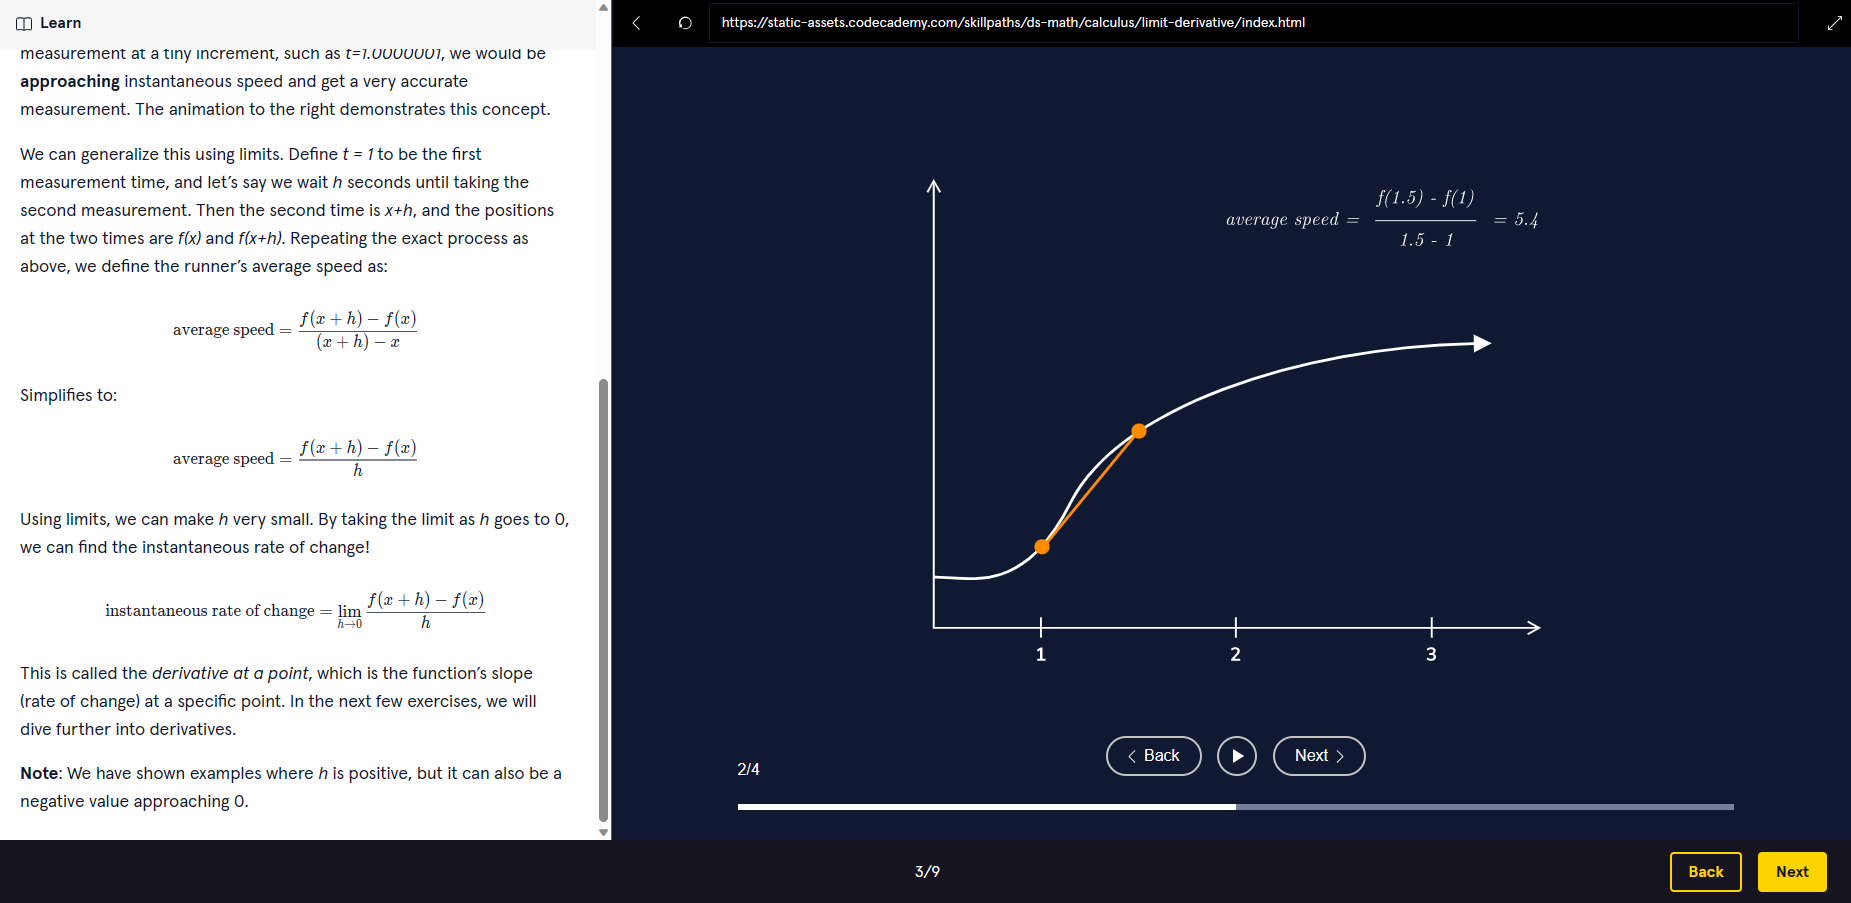 Learn
measurement at a tiny increment, such as t=1.0000001, we would be
approaching instantaneous speed and get a very accurate
measurement. The animation to the right demonstrates this concept.
We can generalize this using limits. Define t = 1 to be the first
measurement time, and let’s say we wait h seconds until taking the
second measurement. Then the second time is x+h, and the positions
at the two times are f(x) and f(x+h). Repeating the exact process as
above, we define the runner’s average speed as:
average speed = f(x + h) − f(x)
(x + h) − x
Simplifies to:
average speed = f(x + h) − f(x)
h
Using limits, we can make h very small. By taking the limit as h goes to 0,
we can find the instantaneous rate of change!
instantaneous rate of change = lim f(x + h) − f(x)
h→0 h
This is called the derivative at a point, which is the function’s slope
(rate of change) at a specific point. In the next few exercises, we will
dive further into derivatives.
Note: We have shown examples where h is positive, but it can also be a
negative value approaching 0.
https://static-assets.codecademy.com/skillpaths/ds-math/calculus/limit-derivative/index.html
f(1.5) - f(1)
average speed = = 5.4
1.5 - 1
1 2 3
Back Next
2/4
3/9
Back Next